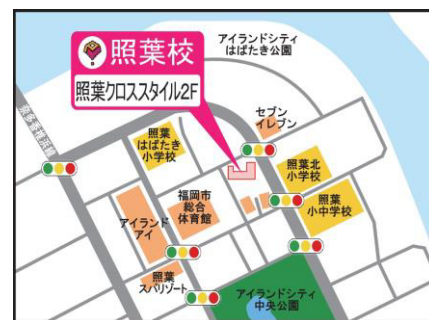 アイランドシティ
はばたき公園
照葉校
照葉クロススタイル2F
セブン
イレブン
照葉
はばたき
小学校
照葉北
小学校
福岡市
総合
体育館
照葉
小中学校
アイランド
アイ
照葉
スパリゾート
アイランドシティ
中央公園